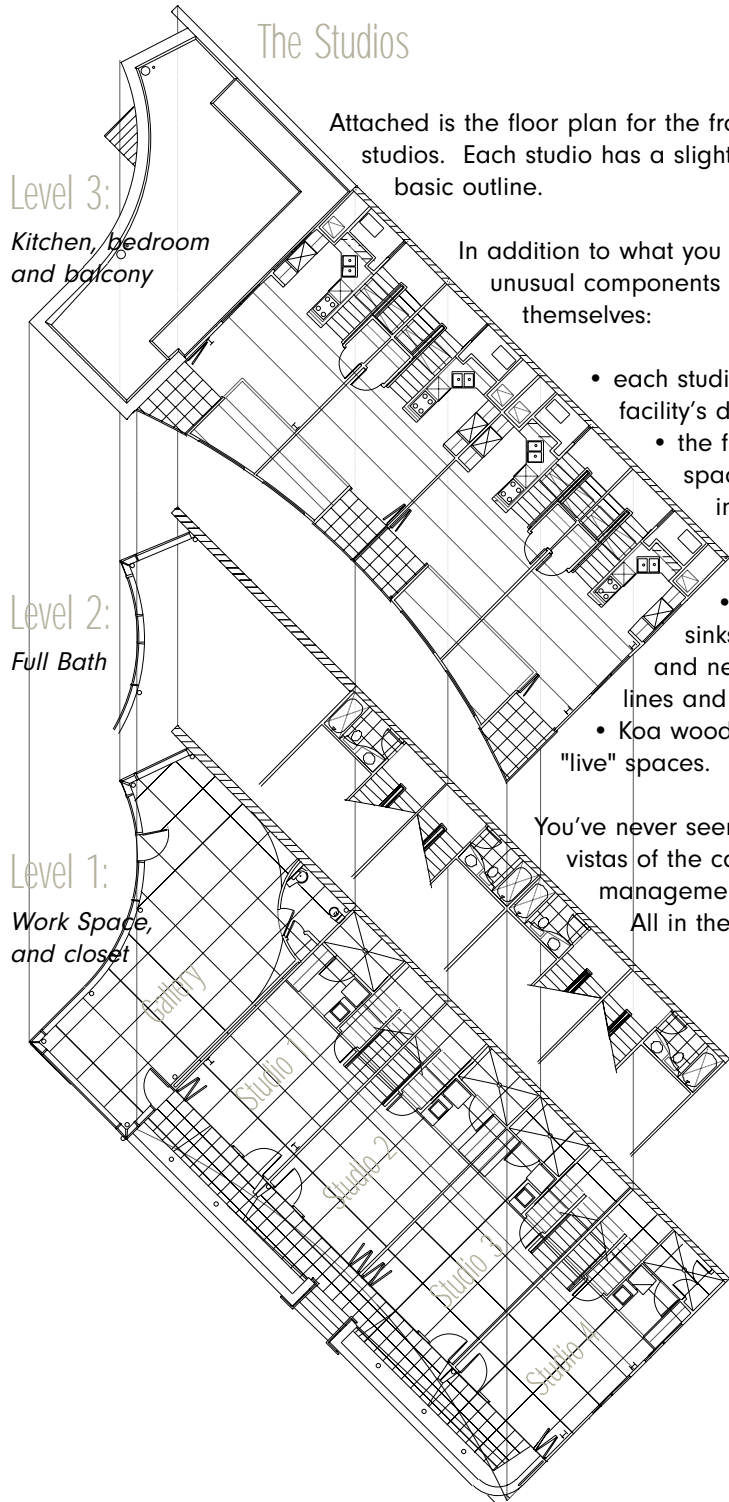 The Studios
Attached is the floor plan for the fro
studios. Each studio has a slight
basic outline.
Level 3:
Kitchen, bedroom
and balcony
In addition to what you
unusual components
themselves:
• each studi
facility's d
• the f
spac
in
Level 2:
Full Bath
•
sinks
and ne
lines and
• Koa wood
"live" spaces.
You've never seen
vistas of the co
manageme
All in the
Level 1:
Work Space,
and closet
Gallery
Studio 1
Studio 2
Studio 3
Studio 4